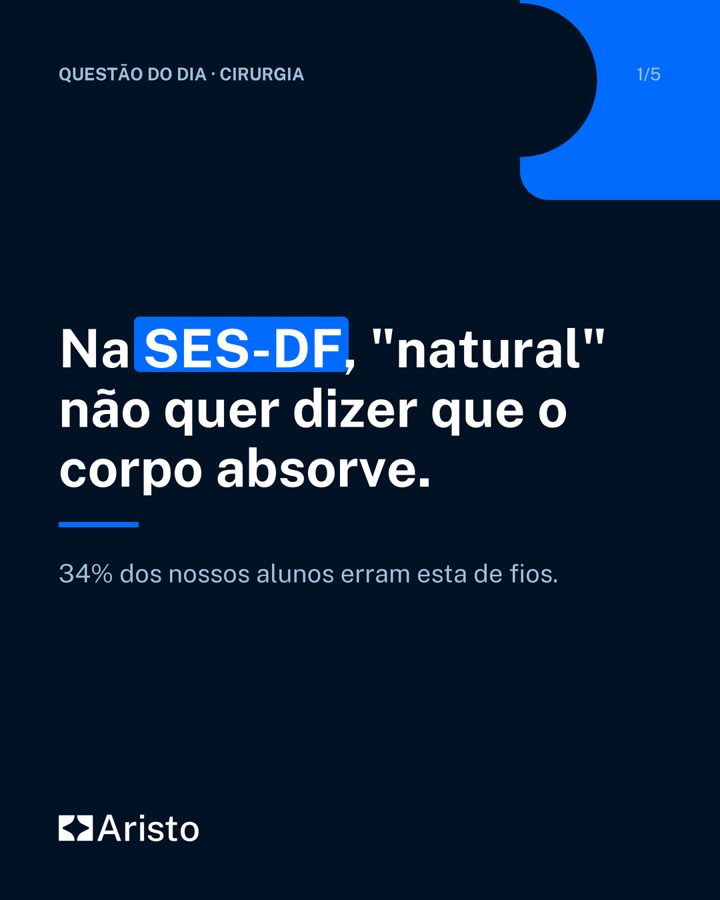 QUESTÃO DO DIA · CIRURGIA
1/5
Na SES-DF, "natural"
não quer dizer que o
corpo absorve.
34% dos nossos alunos erram esta de fios.
Aristo